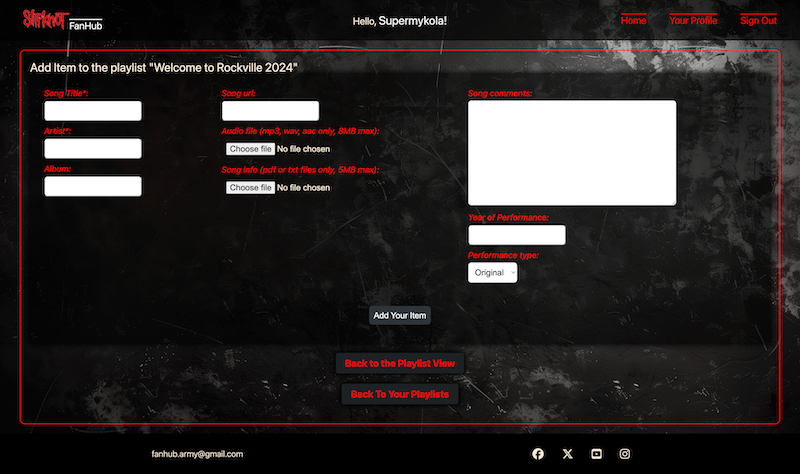 SlipKnot FanHub
Hello, Supermykola!
Home Your Profile Sign Out
Add Item to the playlist "Welcome to Rockville 2024"
Song Title*:
Artist*:
Album:
Song url:
Audio file (mp3, wav, aac only, 8MB max):
Choose file No file chosen
Song info (pdf or txt files only, 5MB max):
Choose file No file chosen
Song comments:
Year of Performance:
Performance type:
Original
Add Your Item
Back to the Playlist View
Back To Your Playlists
fanhub.army@gmail.com